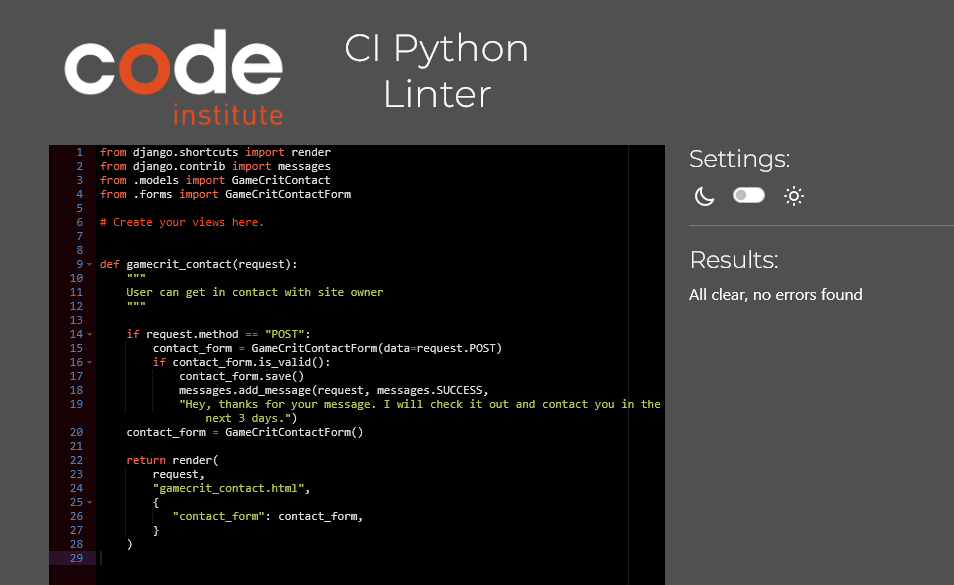 code
institute
CI Python
Linter
1 from django.shortcuts import render
2 from django.contrib import messages
3 from .models import GameCritContact
4 from .forms import GameCritContactForm
5
6 # Create your views here.
7
8
9 def gamecrit_contact(request):
10 """
11 User can get in contact with site owner
12 """
13
14 if request.method == "POST":
15 contact_form = GameCritContactForm(data=request.POST)
16 if contact_form.is_valid():
17 contact_form.save()
18 messages.add_message(request, messages.SUCCESS,
19 "Hey, thanks for your message. I will check it out and contact you in the
next 3 days.")
20 contact_form = GameCritContactForm()
21
22 return render(
23 request,
24 "gamecrit_contact.html",
25 {
26 "contact_form": contact_form,
27 }
28 )
29
Settings:
Results:
All clear, no errors found